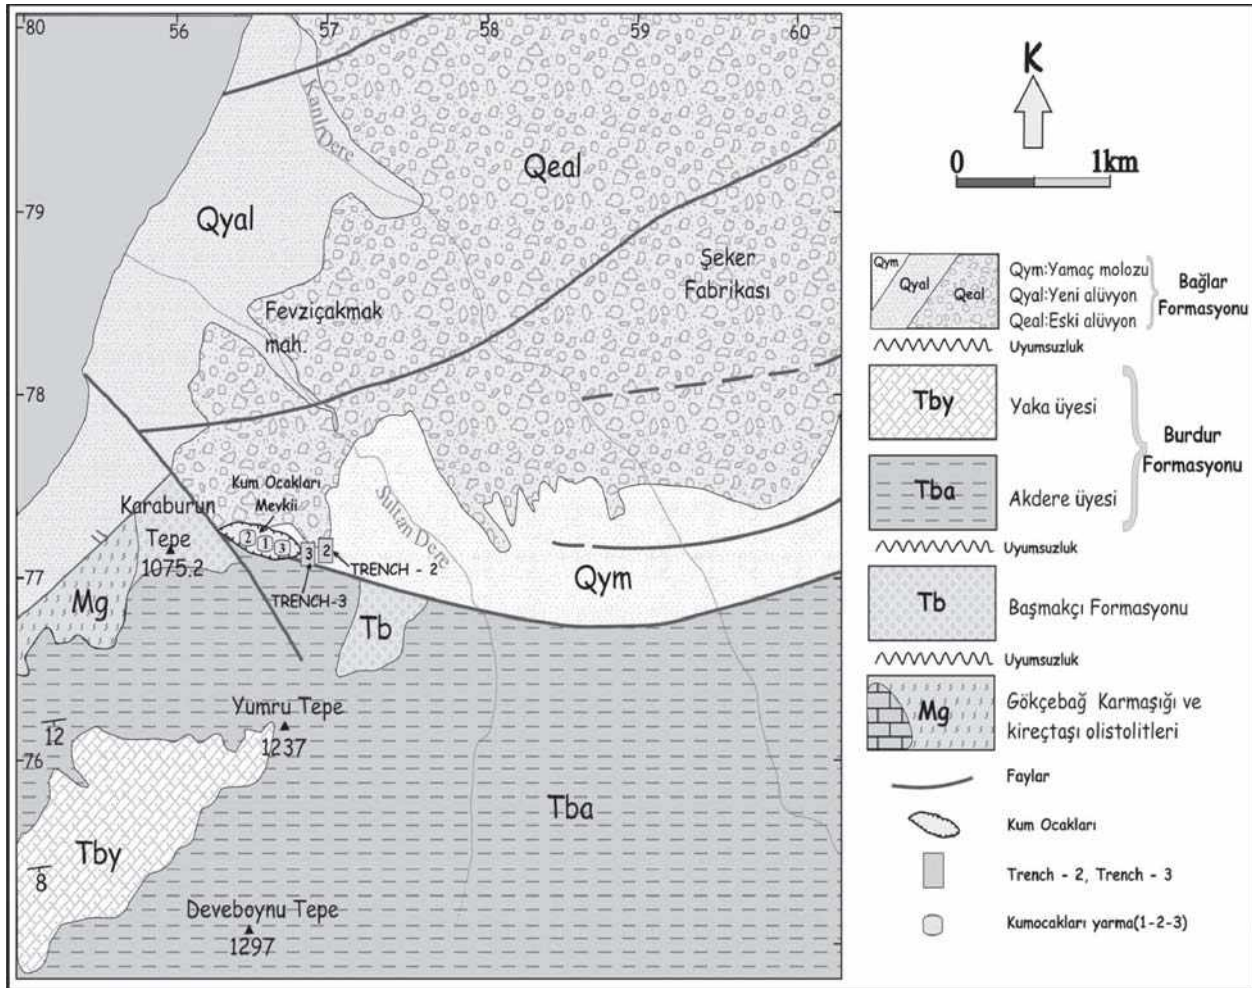 80
56
57
58
59
60
Kanlı Dere
79
Qyal
Qeal
Şeker
Fabrikası
Fevziçakmak
mah.
78
Kum Ocakları
Mevkii
Karaburun
Tepe
1075.2
2
1
3
3
2
TRENCH - 2
TRENCH-3
Sultan Dere
77
Mg
Tb
Qym
Yumru Tepe
1237
12
76
Tba
Tby
8
Deveboynu Tepe
1297
K
0
1km
Qym
Qyal
Qeal
Qym:Yamaç molozu
Qyal:Yeni alüvyon
Qeal:Eski alüvyon
Bağlar
Formasyonu
Uyumsuzluk
Tby
Yaka üyesi
Burdur
Formasyonu
Tba
Akdere üyesi
Uyumsuzluk
Tb
Başmakçı Formasyonu
Uyumsuzluk
Mg
Gökçebağ Karmaşığı ve
kireçtaşı olistolitleri
Faylar
Kum Ocakları
Trench - 2, Trench - 3
Kumocakları yarma(1-2-3)